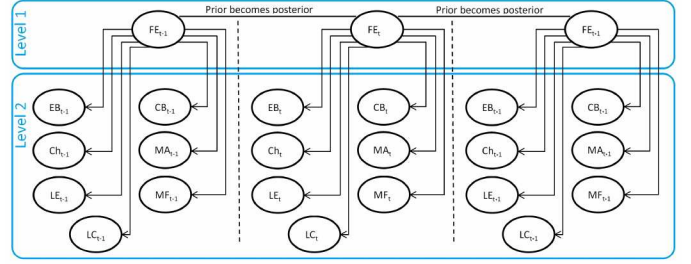 Level 1
Prior becomes posterior
Prior becomes posterior
FEt-1
FEt
FEt-1
Level 2
EBt-1
CBt-1
EBt
CBt
EBt-1
CBt-1
Cht-1
MAt-1
Cht
MAt
Cht-1
MAt-1
LEt-1
MFt-1
LEt
MFt
LEt-1
MFt-1
LCt-1
LCt
LCt-1